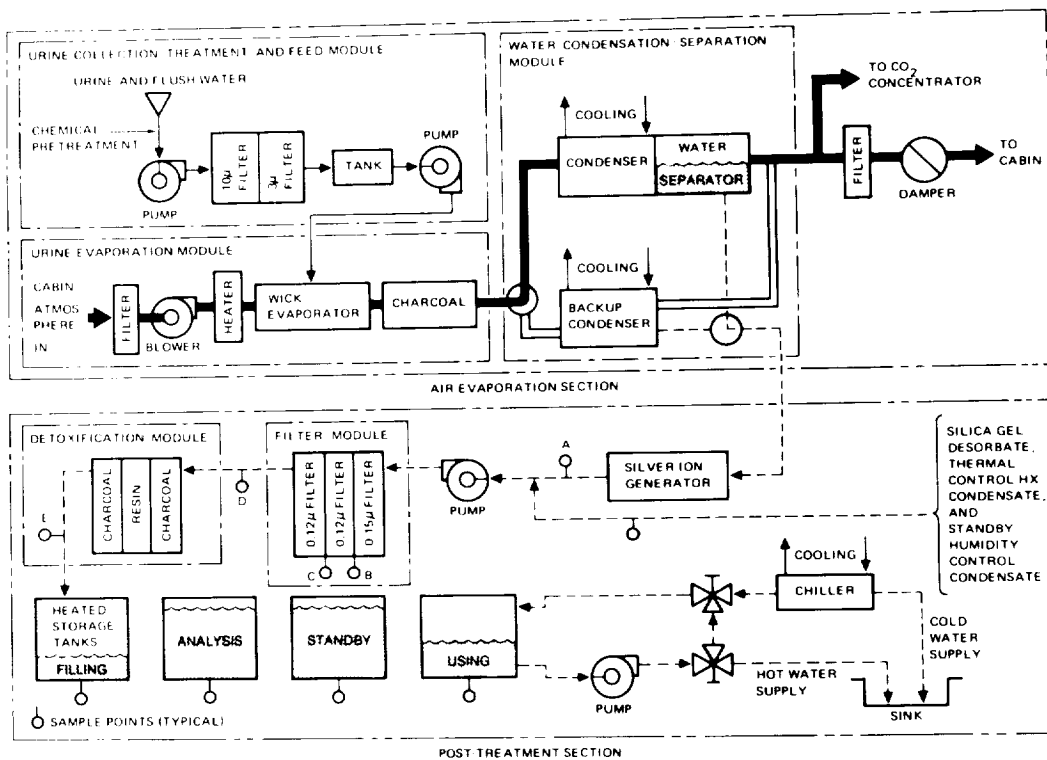 URINE COLLECTION TREATMENT AND FEED MODULE
URINE AND FLUSH WATER
CHEMICAL
PRETREATMENT
PUMP
10µ
FILTER
3µ
FILTER
TANK
PUMP
WATER CONDENSATION SEPARATION
MODULE
COOLING
CONDENSER
WATER
SEPARATOR
TO CO2
CONCENTRATOR
FILTER
DAMPER
TO
CABIN
URINE EVAPORATION MODULE
CABIN
ATMOS
PHERE
IN
FILTER
BLOWER
HEATER
WICK
EVAPORATOR
CHARCOAL
COOLING
BACKUP
CONDENSER
AIR EVAPORATION SECTION
DETOXIFICATION MODULE
CHARCOAL
RESIN
CHARCOAL
E
D
FILTER MODULE
0.12µ FILTER
0.12µ FILTER
0.15µ FILTER
C
B
PUMP
A
SILVER ION
GENERATOR
SILICA GEL
DESORBATE,
THERMAL
CONTROL HX
CONDENSATE,
AND
STANDBY
HUMIDITY
CONTROL
CONDENSATE
COOLING
CHILLER
COLD
WATER
SUPPLY
HEATED
STORAGE
TANKS
FILLING
ANALYSIS
STANDBY
USING
PUMP
HOT WATER
SUPPLY
SINK
SAMPLE POINTS (TYPICAL)
POST-TREATMENT SECTION